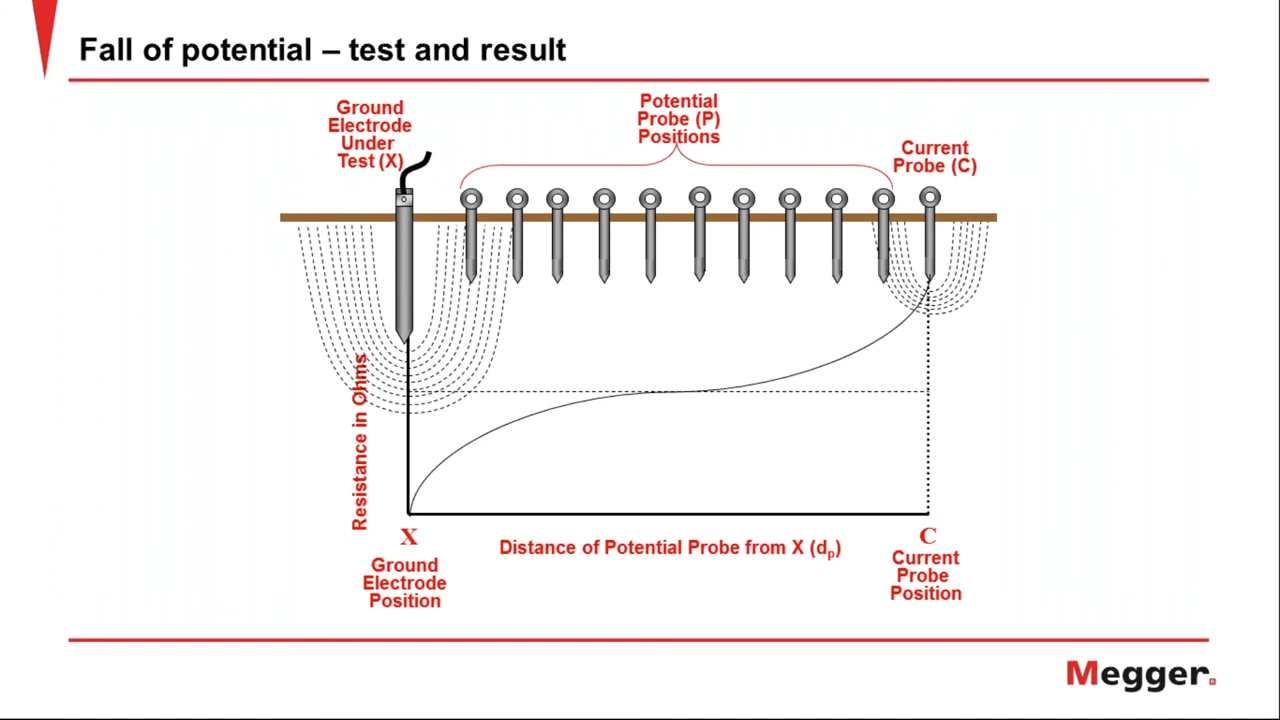 Fall of potential – test and result
Ground
Electrode
Under
Test (X)
Potential
Probe (P)
Positions
Current
Probe (C)
Resistance in Ohms
X
Ground
Electrode
Position
Distance of Potential Probe from X (dp)
C
Current
Probe
Position
Megger.